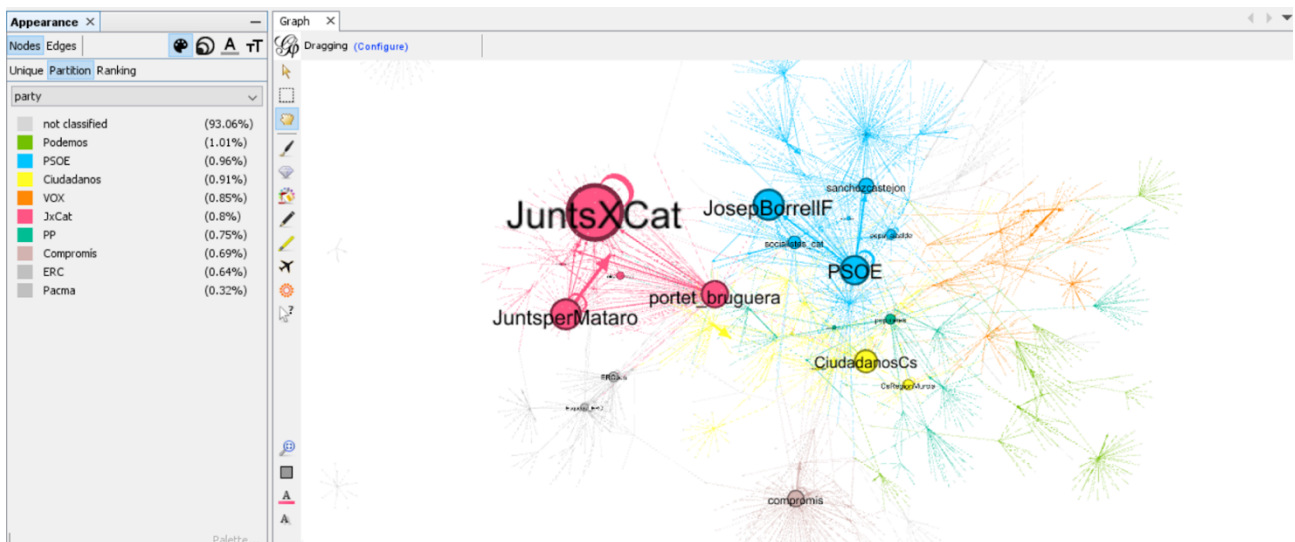 Appearance
Nodes Edges
Unique Partition Ranking
party
not classified (93.06%)
Podemos (1.01%)
PSOE (0.96%)
Ciudadanos (0.91%)
VOX (0.85%)
JxCat (0.8%)
PP (0.75%)
Compromís (0.69%)
ERC (0.64%)
Pacma (0.32%)
Palette
Graph
Dragging (Configure)
sanchezcastejon
JuntsXCat
JosepBorrellF
socialistes_cat
PSOE
portet_bruguera
JuntsperMataro
CiudadanosCs
CsRegionMurcia
compromis